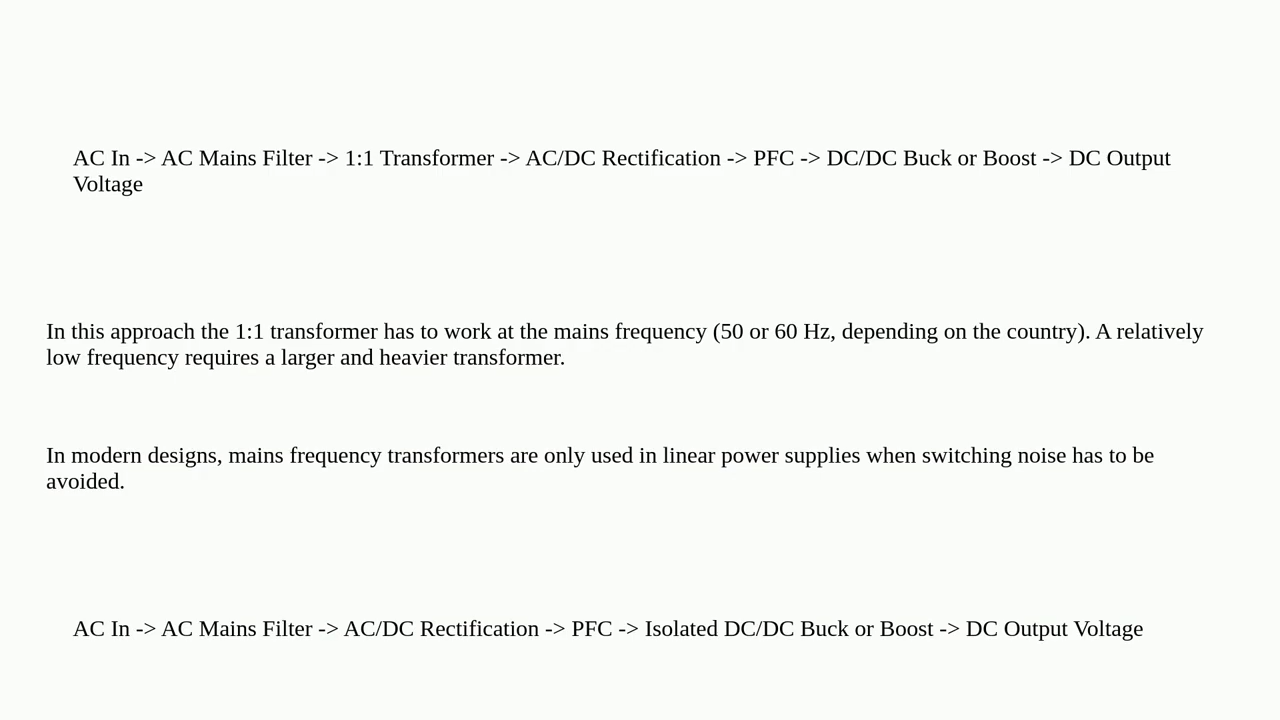 AC In -> AC Mains Filter -> 1:1 Transformer -> AC/DC Rectification -> PFC -> DC/DC Buck or Boost -> DC Output
Voltage
In this approach the 1:1 transformer has to work at the mains frequency (50 or 60 Hz, depending on the country). A relatively
low frequency requires a larger and heavier transformer.
In modern designs, mains frequency transformers are only used in linear power supplies when switching noise has to be
avoided.
AC In -> AC Mains Filter -> AC/DC Rectification -> PFC -> Isolated DC/DC Buck or Boost -> DC Output Voltage